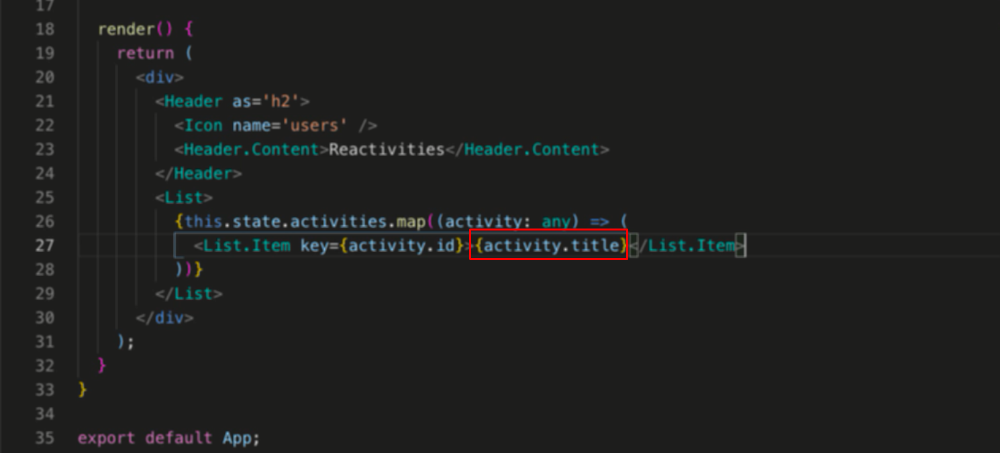 17
18 render() {
19 return (
20 <div>
21 <Header as='h2'>
22 <Icon name='users' />
23 <Header.Content>Reactivities</Header.Content>
24 </Header>
25 <List>
26 {this.state.activities.map((activity: any) => (
27 <List.Item key={activity.id}>{activity.title}</List.Item>
28 ))}
29 </List>
30 </div>
31 );
32 }
33 }
34
35 export default App;